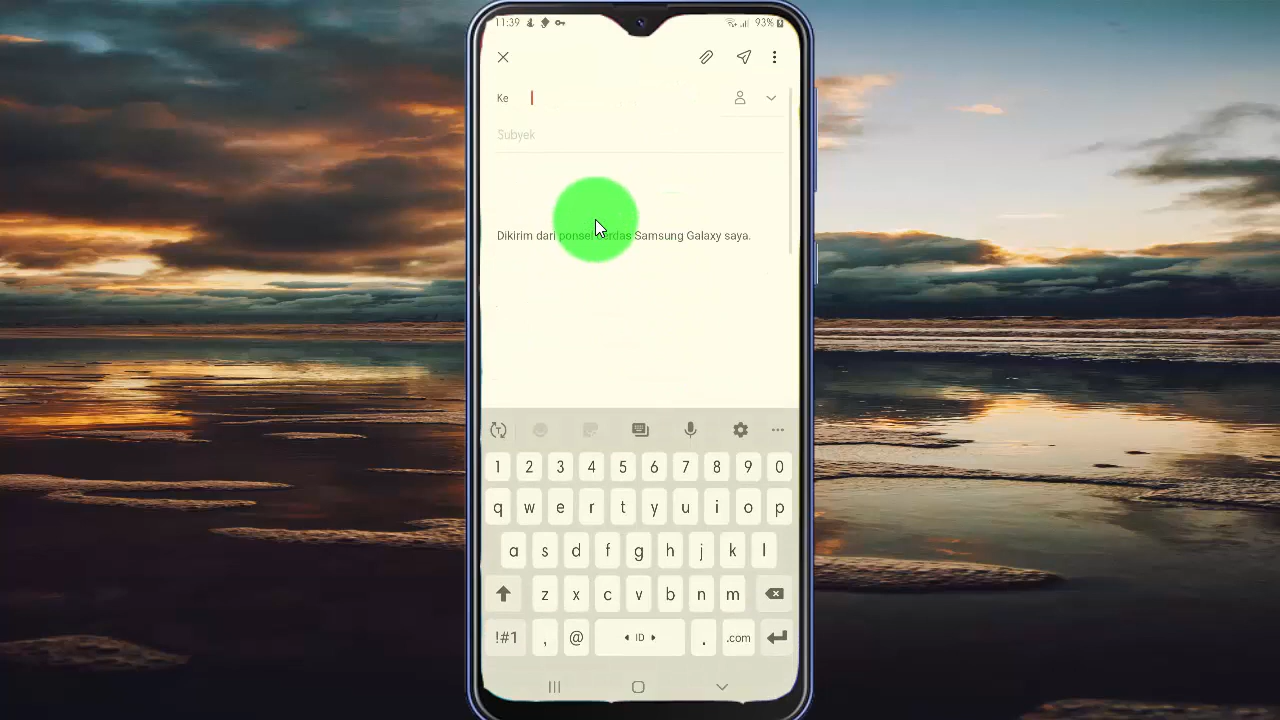 11:39 93%
Ke
Subyek
Dikirim dari ponsel cerdas Samsung Galaxy saya.
1 2 3 4 5 6 7 8 9 0
q w e r t y u i o p
a s d f g h j k l
z x c v b n m
!#1 , @ ID . .com